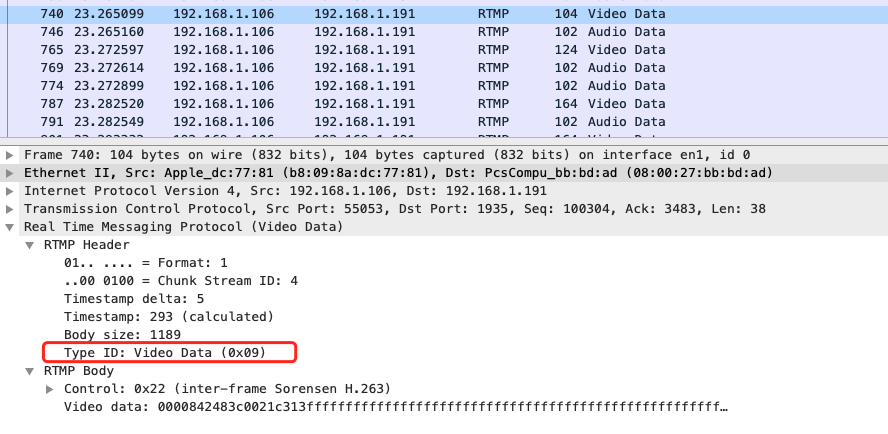 740 23.265099 192.168.1.106 192.168.1.191 RTMP 104 Video Data
746 23.265160 192.168.1.106 192.168.1.191 RTMP 102 Audio Data
765 23.272597 192.168.1.106 192.168.1.191 RTMP 124 Video Data
769 23.272614 192.168.1.106 192.168.1.191 RTMP 102 Audio Data
774 23.272899 192.168.1.106 192.168.1.191 RTMP 102 Audio Data
787 23.282520 192.168.1.106 192.168.1.191 RTMP 164 Video Data
791 23.282549 192.168.1.106 192.168.1.191 RTMP 102 Audio Data
Frame 740: 104 bytes on wire (832 bits), 104 bytes captured (832 bits) on interface en1, id 0
Ethernet II, Src: Apple_dc:77:81 (b8:09:8a:dc:77:81), Dst: PcsCompu_bb:bd:ad (08:00:27:bb:bd:ad)
Internet Protocol Version 4, Src: 192.168.1.106, Dst: 192.168.1.191
Transmission Control Protocol, Src Port: 55053, Dst Port: 1935, Seq: 100304, Ack: 3483, Len: 38
Real Time Messaging Protocol (Video Data)
RTMP Header
01.. .... = Format: 1
..00 0100 = Chunk Stream ID: 4
Timestamp delta: 5
Timestamp: 293 (calculated)
Body size: 1189
Type ID: Video Data (0x09)
RTMP Body
Control: 0x22 (inter-frame Sorensen H.263)
Video data: 0000842483c0021c313fffffffffffffffffffffffffffffffffffffffffffffffffffff…